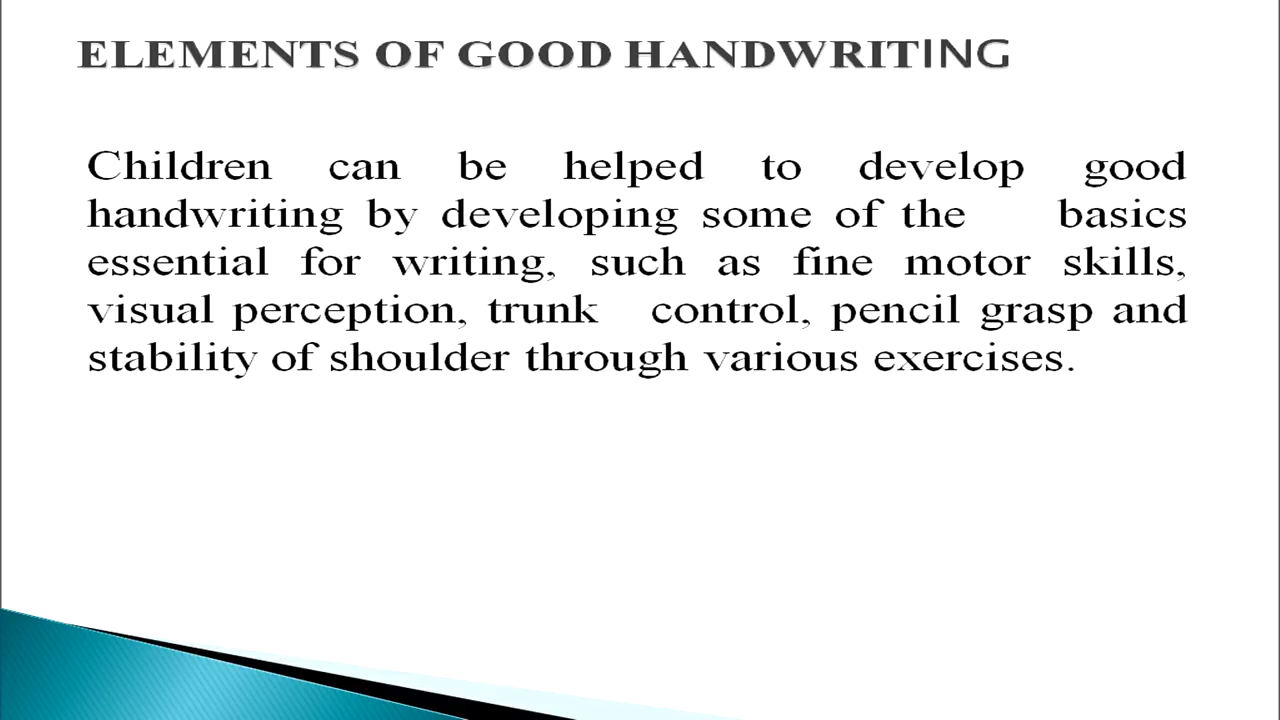 ELEMENTS OF GOOD HANDWRITING
Children can be helped to develop good
handwriting by developing some of the basics
essential for writing, such as fine motor skills,
visual perception, trunk control, pencil grasp and
stability of shoulder through various exercises.